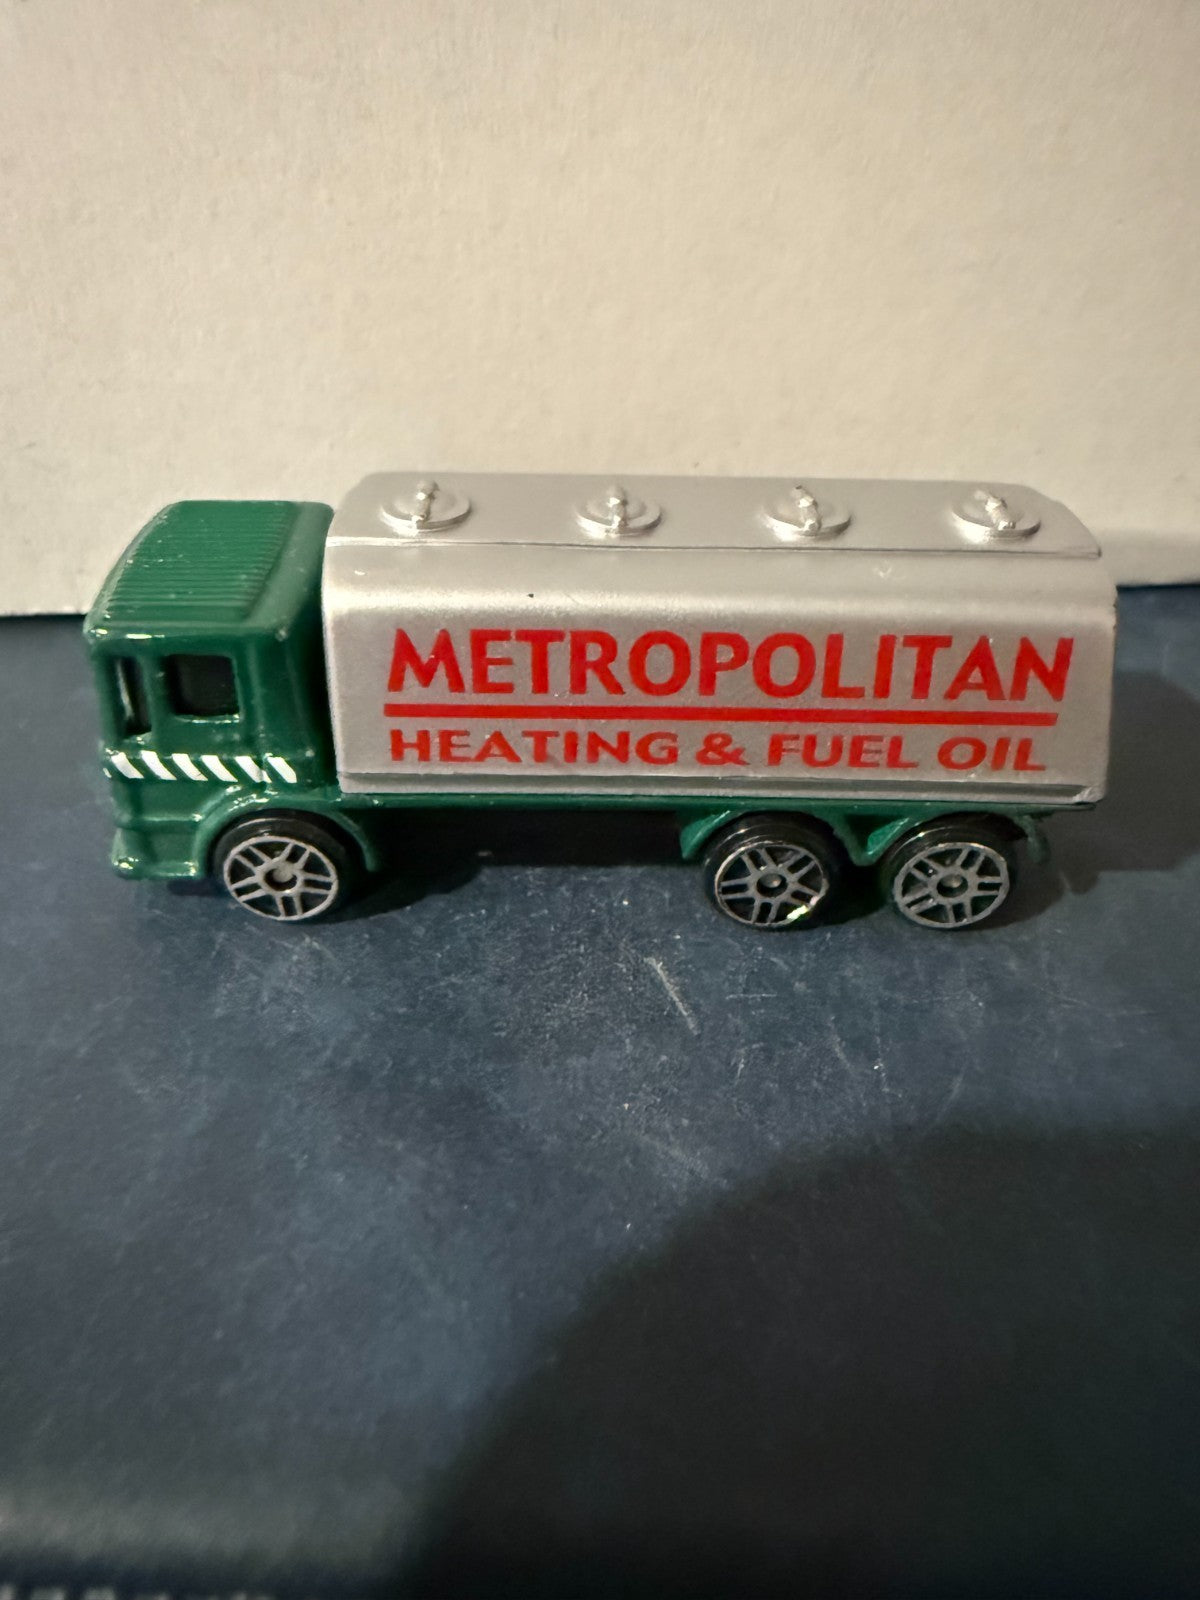 METROPOLITAN
HEATING & FUEL OIL